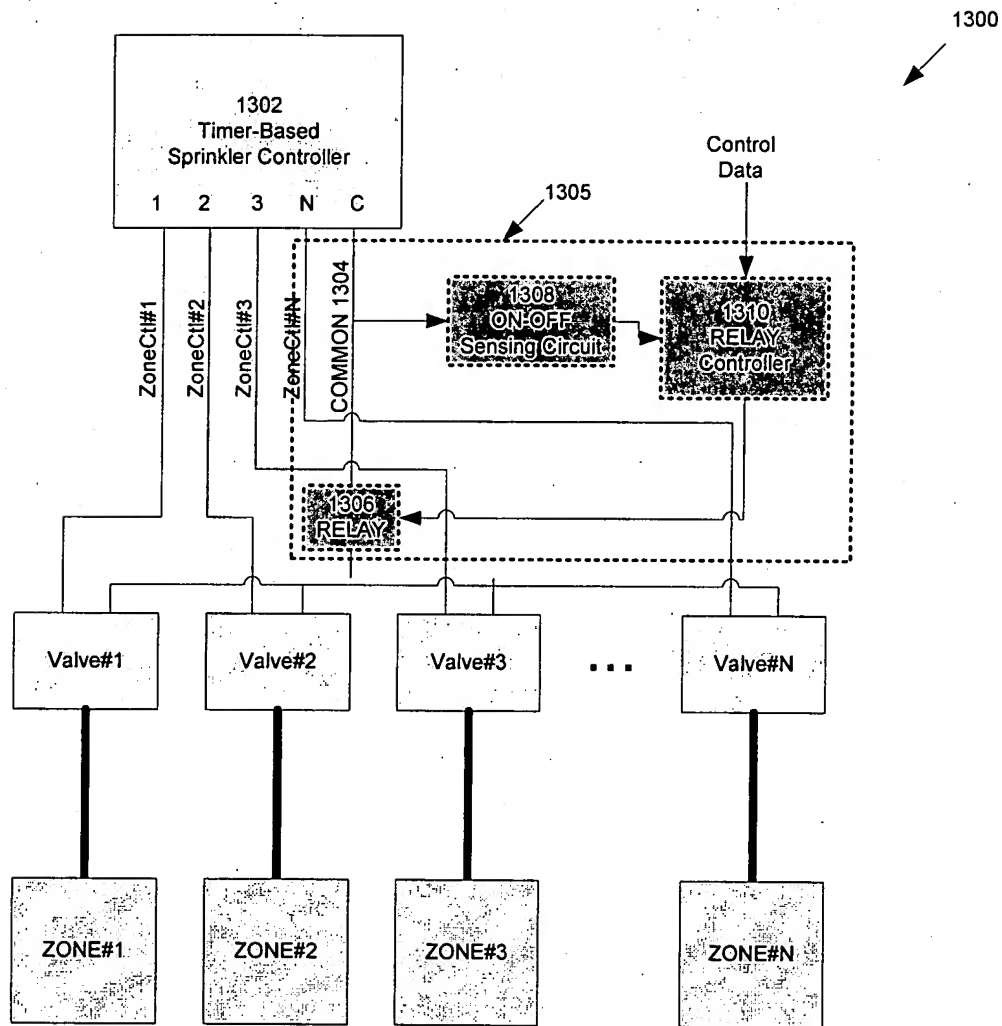 1300
1302
Timer-Based
Sprinkler Controller
1 2 3 N C
Control
Data
1305
ZoneCtl#1
ZoneCtl#2
ZoneCtl#3
ZoneCtl#N
COMMON 1304
1308
ON-OFF
Sensing Circuit
1310
RELAY
Controller
1306
RELAY
Valve#1
Valve#2
Valve#3
...
Valve#N
ZONE#1
ZONE#2
ZONE#3
ZONE#N